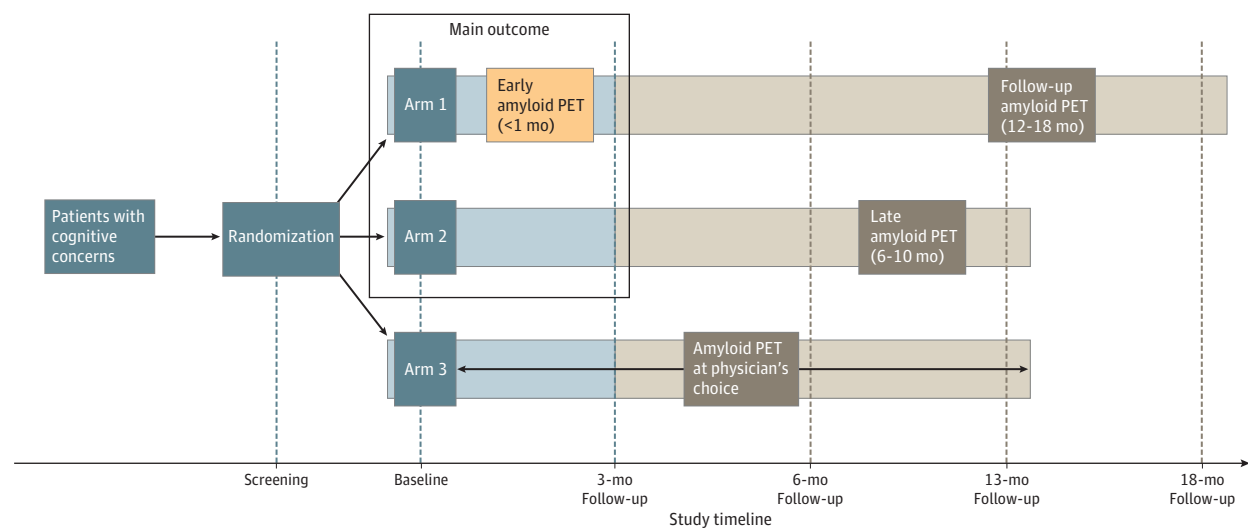 Main outcome
Arm 1
Early
amyloid PET
(<1 mo)
Follow-up
amyloid PET
(12-18 mo)
Patients with
cognitive
concerns
Randomization
Arm 2
Late
amyloid PET
(6-10 mo)
Arm 3
Amyloid PET
at physician's
choice
Screening
Baseline
3-mo
Follow-up
6-mo
Follow-up
13-mo
Follow-up
18-mo
Follow-up
Study timeline